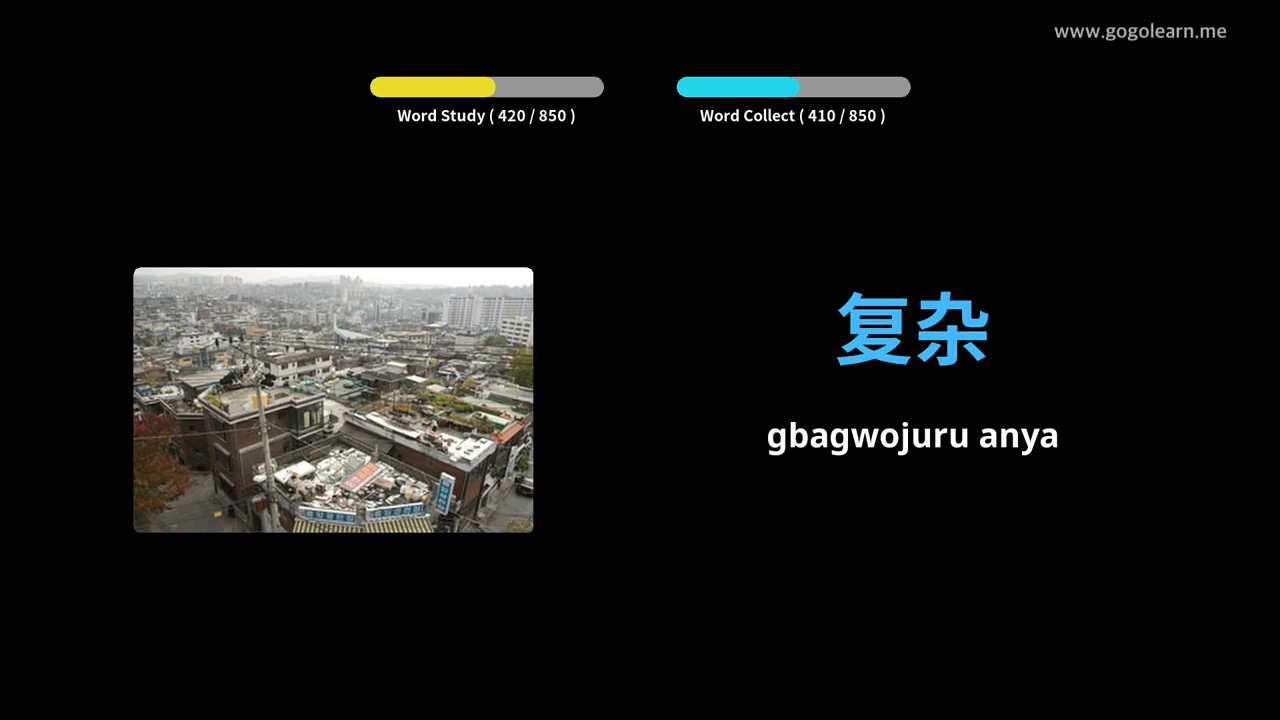 www.gogolearn.me
Word Study ( 420 / 850 )
Word Collect ( 410 / 850 )
复杂
gbagwojuru anya